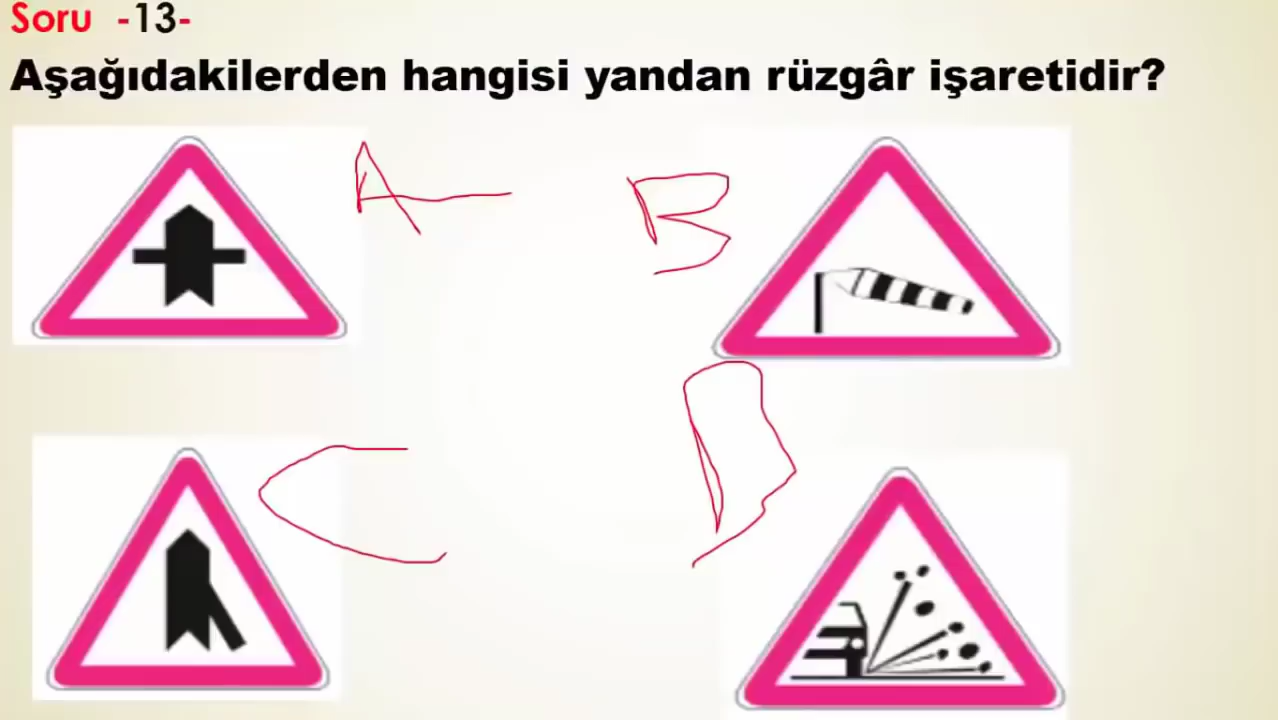 Soru -13-
Aşağıdakilerden hangisi yandan rüzgâr işaretidir?
A
B
C
D